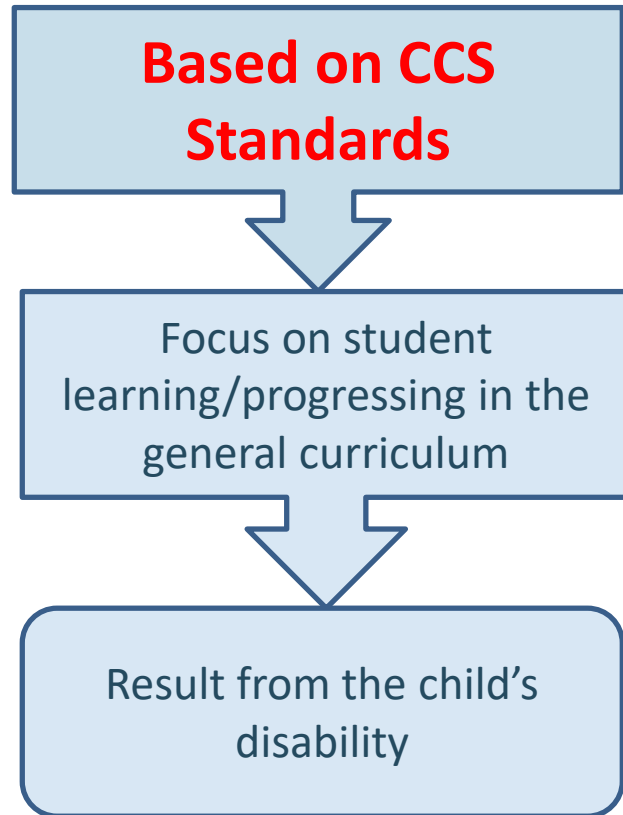 Based on CCS
Standards
Focus on student
learning/progressing in the
general curriculum
Result from the child’s
disability